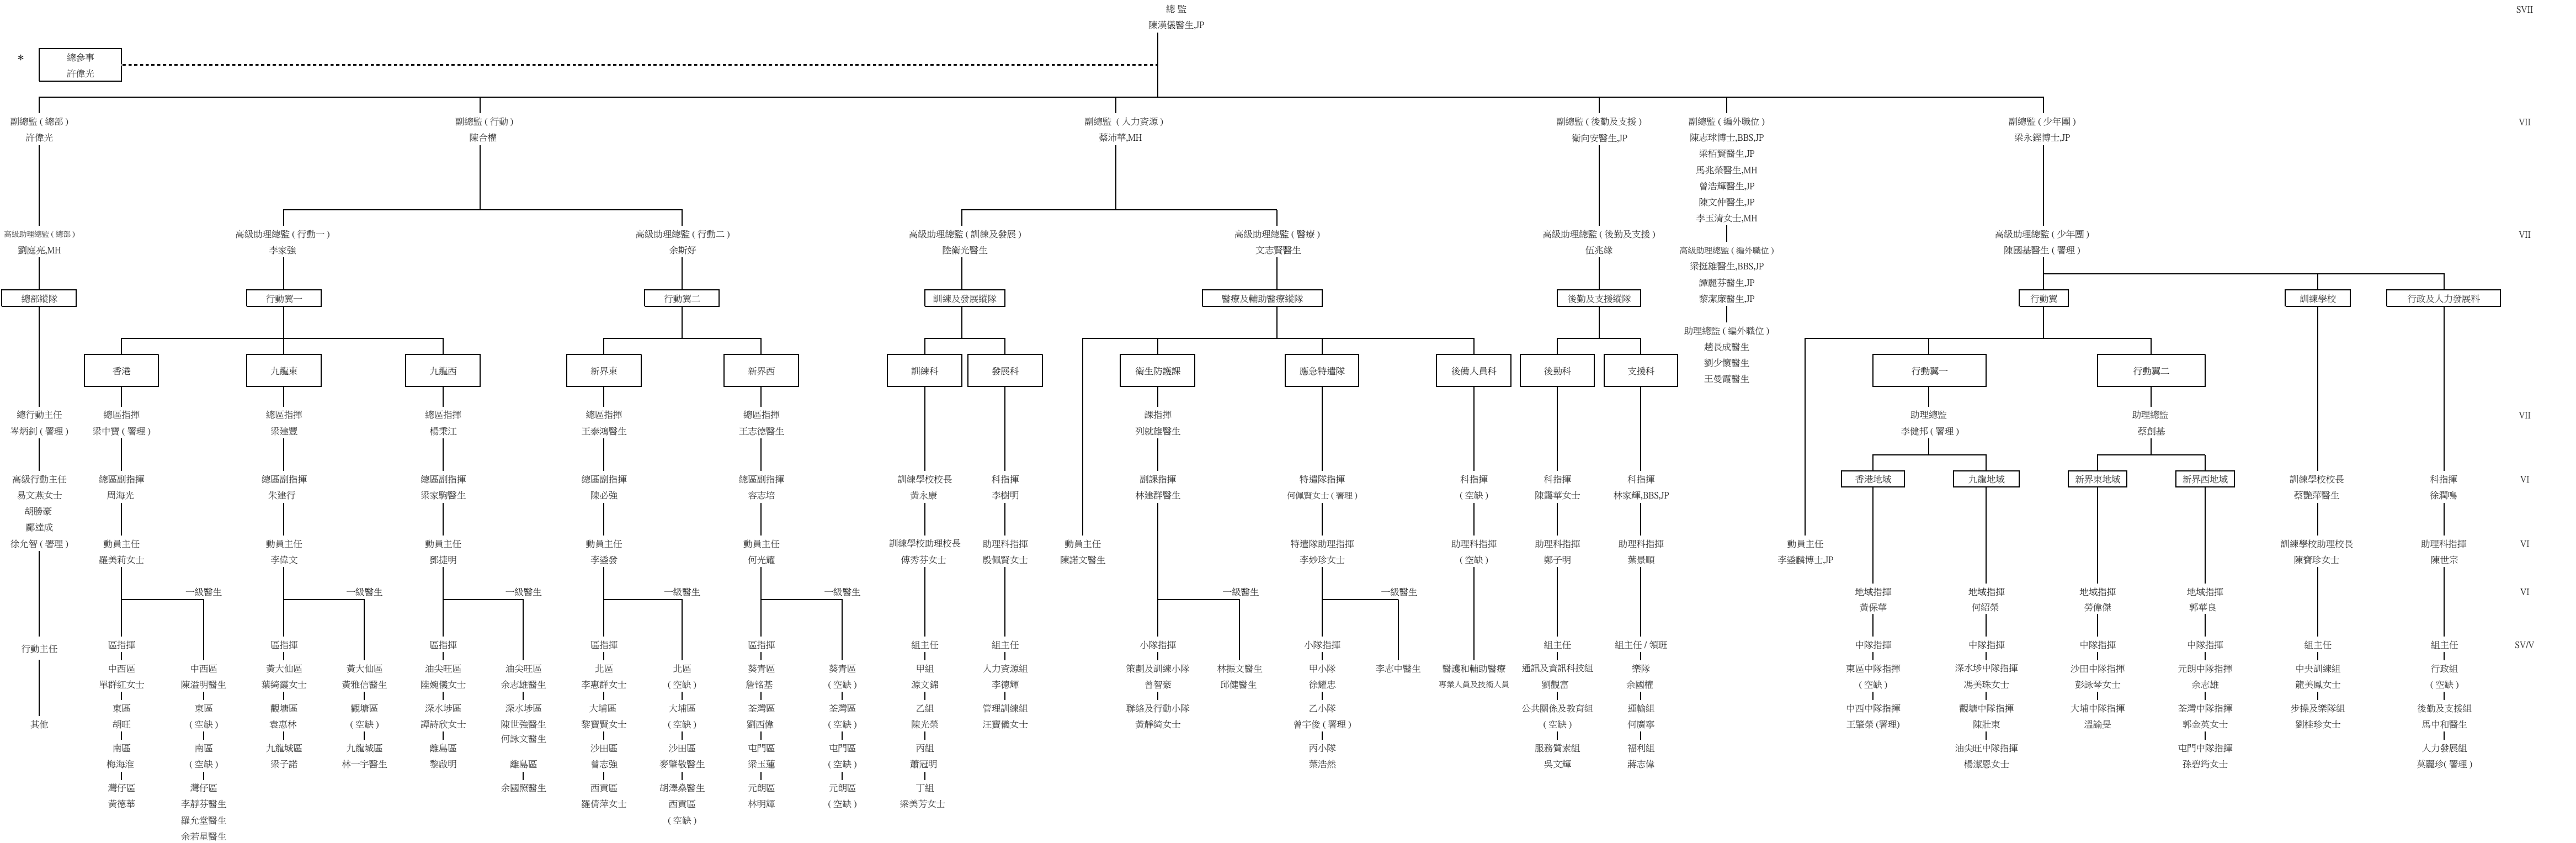 總 監
陳漢儀醫生,JP
SVII
*
總參事
許偉光
副總監 ( 總部 )
許偉光
副總監 ( 行動 )
陳合權
副總監 ( 人力資源 )
蔡沛華,MH
副總監 ( 後勤及支援 )
衛向安醫生,JP
副總監 ( 編外職位 )
陳志球博士,BBS,JP
梁栢賢醫生,JP
馬兆榮醫生,MH
曾浩輝醫生,JP
陳文仲醫生,JP
李玉清女士,MH
副總監 ( 少年團 )
梁永鏗博士,JP
VII
高級助理總監 ( 總部 )
劉庭亮,MH
高級助理總監 ( 行動一 )
李家強
高級助理總監 ( 行動二 )
余斯好
高級助理總監 ( 訓練及發展 )
陸衛光醫生
高級助理總監 ( 醫療 )
文志賢醫生
高級助理總監 ( 後勤及支援 )
伍兆緣
高級助理總監 ( 編外職位 )
梁挺雄醫生,BBS,JP
譚麗芬醫生,JP
黎潔廉醫生,JP
高級助理總監 ( 少年團 )
陳國基醫生 ( 署理 )
VII
總部縱隊
行動翼一
行動翼二
訓練及發展縱隊
醫療及輔助醫療縱隊
後勤及支援縱隊
行動翼
訓練學校
行政及人力發展科
助理總監 ( 編外職位 )
趙長成醫生
劉少懷醫生
王曼霞醫生
香港
九龍東
九龍西
新界東
新界西
訓練科
發展科
衛生防護課
應急特遣隊
後備人員科
後勤科
支援科
行動翼一
行動翼二
總行動主任
岑炳釗 ( 署理 )
總區指揮
梁中寶 ( 署理 )
總區指揮
梁建豐
總區指揮
楊秉江
總區指揮
王泰鴻醫生
總區指揮
王志德醫生
課指揮
列就雄醫生
助理總監
李健邦 ( 署理 )
助理總監
蔡創基
VII
高級行動主任
易文燕女士
胡勝豪
鄺達成
徐允智 ( 署理 )
總區副指揮
周海光
總區副指揮
朱建行
總區副指揮
梁家駒醫生
總區副指揮
陳必強
總區副指揮
容志培
訓練學校校長
黃永康
科指揮
李樹明
副課指揮
林建群醫生
特遣隊指揮
何佩賢女士 ( 署理 )
科指揮
( 空缺 )
科指揮
陳靄華女士
科指揮
林家輝,BBS,JP
香港地域
九龍地域
新界東地域
新界西地域
訓練學校校長
蔡艷萍醫生
科指揮
徐潤鳴
VI
動員主任
羅美莉女士
動員主任
李偉文
動員主任
鄧捷明
動員主任
李鎏發
動員主任
何光耀
訓練學校助理校長
傅秀芬女士
助理科指揮
殷佩賢女士
動員主任
陳諾文醫生
特遣隊助理指揮
李妙珍女士
助理科指揮
( 空缺 )
助理科指揮
鄭子明
助理科指揮
葉景順
動員主任
李鎏麟博士,JP
訓練學校助理校長
陳寶珍女士
助理科指揮
陳世宗
VI
一級醫生
一級醫生
一級醫生
一級醫生
一級醫生
一級醫生
一級醫生
地域指揮
黃保華
地域指揮
何紹榮
地域指揮
勞偉傑
地域指揮
郭華良
VI
行動主任
區指揮
區指揮
區指揮
區指揮
區指揮
組主任
組主任
小隊指揮
小隊指揮
組主任
組主任 / 領班
中隊指揮
中隊指揮
中隊指揮
中隊指揮
組主任
組主任
SV/V
中西區
單群紅女士
中西區
陳溢明醫生
黃大仙區
葉綺霞女士
黃大仙區
黃雅信醫生
油尖旺區
陸婉儀女士
油尖旺區
余志雄醫生
北區
李惠群女士
北區
( 空缺 )
葵青區
詹铭基
葵青區
( 空缺 )
甲組
源文錦
人力資源組
李德輝
策劃及訓練小隊
曾智豪
林振文醫生
邱健醫生
甲小隊
徐耀忠
李志中醫生
醫護和輔助醫療
專業人員及技術人員
通訊及資訊科技組
劉觀富
樂隊
余國權
東區中隊指揮
( 空缺 )
深水埗中隊指揮
馮英珠女士
沙田中隊指揮
彭詠琴女士
元朗中隊指揮
余志雄
中央訓練組
龍美鳳女士
行政組
( 空缺 )
其他
東區
胡旺
東區
( 空缺 )
觀塘區
袁惠林
觀塘區
( 空缺 )
深水埗區
譚詩欣女士
深水埗區
陳世強醫生
何詠文醫生
大埔區
黎寶賢女士
大埔區
( 空缺 )
荃灣區
劉西偉
荃灣區
( 空缺 )
乙組
陳光榮
管理訓練組
汪寶儀女士
聯絡及行動小隊
黃靜綺女士
乙小隊
曾宇俊 ( 署理 )
公共關係及教育組
( 空缺 )
運輸組
何廣寧
中西中隊指揮
王肇榮 (署理)
觀塘中隊指揮
陳壯東
大埔中隊指揮
溫諭旻
荃灣中隊指揮
郭金英女士
步操及樂隊組
劉桂珍女士
後勤及支援組
馬中和醫生
南區
梅海淮
南區
( 空缺 )
九龍城區
梁子諾
九龍城區
林一宇醫生
離島區
黎啟明
離島區
余國照醫生
沙田區
曾志強
沙田區
麥肇敬醫生
胡澤燊醫生
屯門區
梁玉蓮
屯門區
( 空缺 )
丙組
蕭冠明
丙小隊
葉浩然
服務質素組
吳文輝
福利組
蔣志偉
油尖旺中隊指揮
楊潔恩女士
屯門中隊指揮
孫碧筠女士
人力發展組
莫麗珍( 署理 )
灣仔區
黃德華
灣仔區
李靜芬醫生
羅允堂醫生
余若星醫生
西貢區
羅倩萍女士
西貢區
( 空缺 )
元朗區
林明輝
元朗區
( 空缺 )
丁組
梁美芳女士